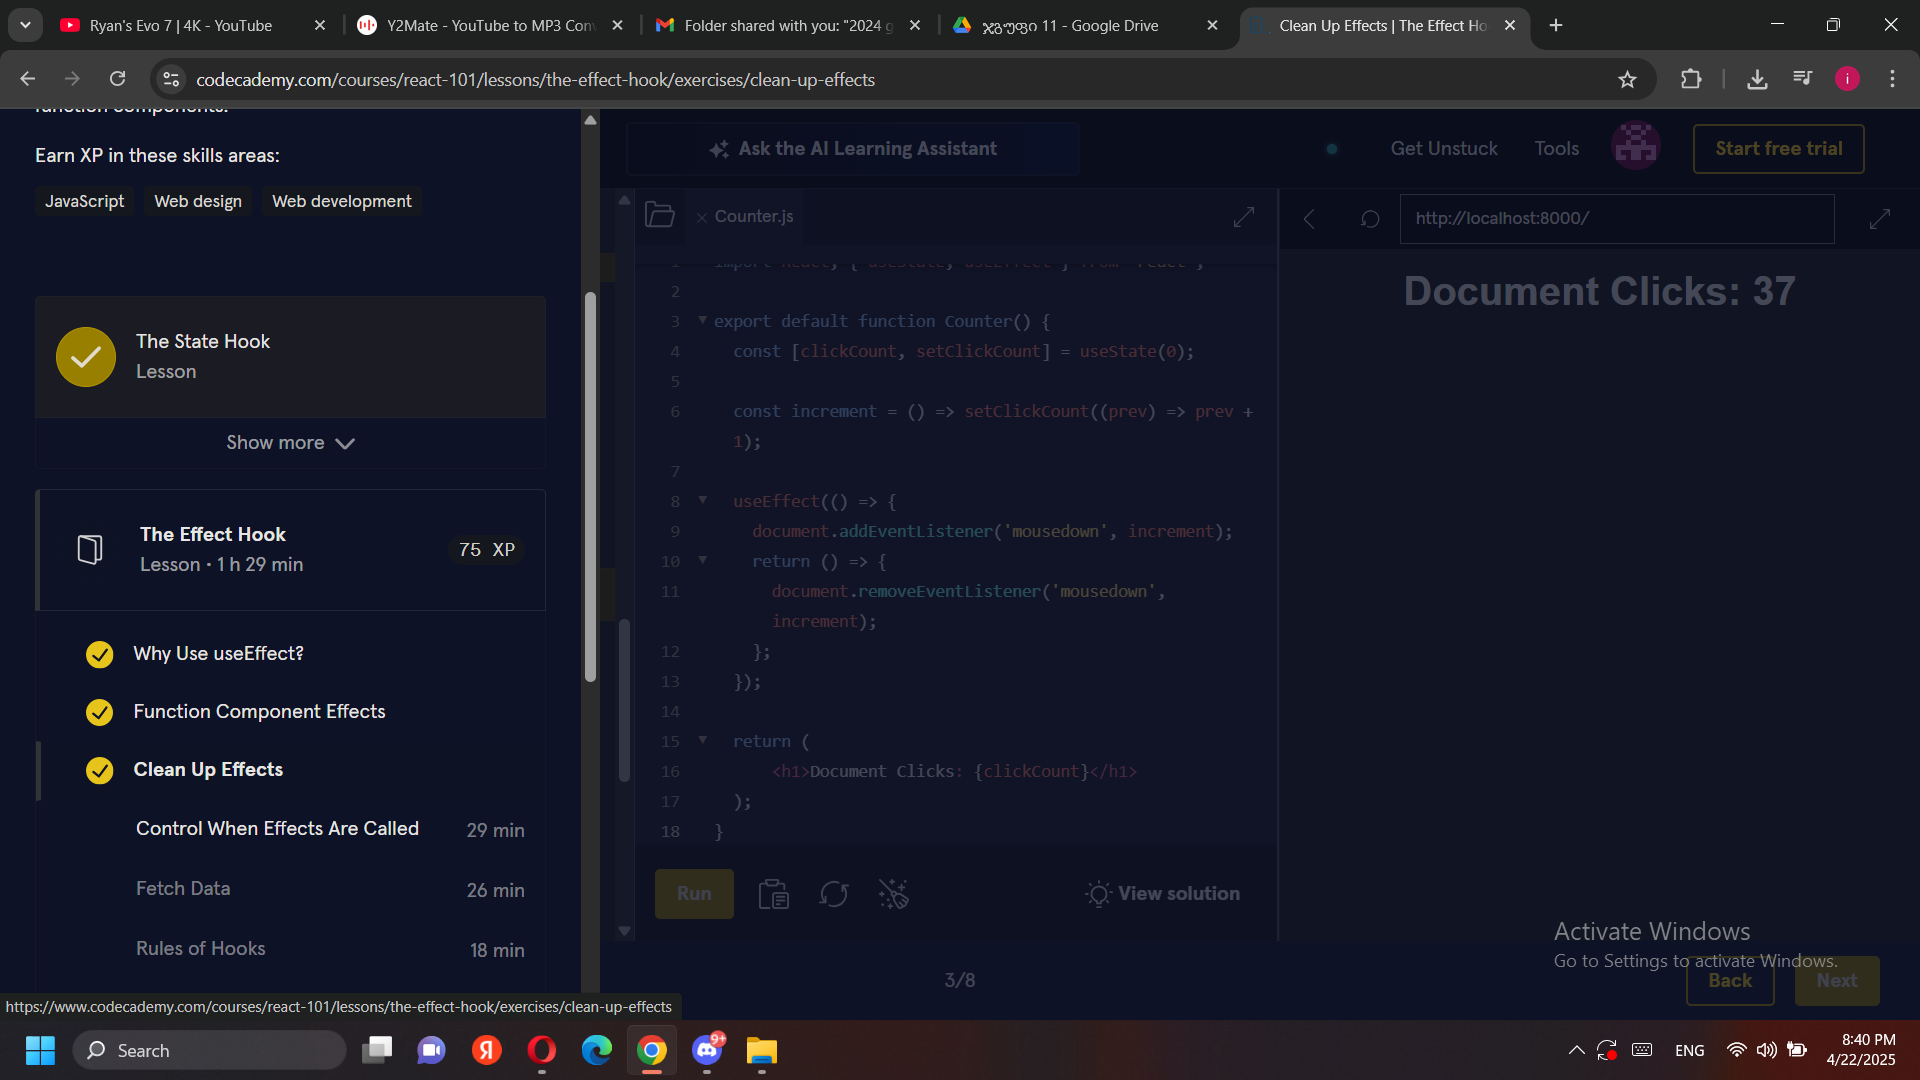 Ryan's Evo 7 | 4K - YouTube
Y2Mate - YouTube to MP3 Con
Folder shared with you: "2024 g
ჯგუფი 11 - Google Drive
Clean Up Effects | The Effect Ho
codecademy.com/courses/react-101/lessons/the-effect-hook/exercises/clean-up-effects
i
function components.
Earn XP in these skills areas:
JavaScript
Web design
Web development
The State Hook
Lesson
Show more
The Effect Hook
Lesson • 1 h 29 min
75 XP
Why Use useEffect?
Function Component Effects
Clean Up Effects
Control When Effects Are Called
29 min
Fetch Data
26 min
Rules of Hooks
18 min
https://www.codecademy.com/courses/react-101/lessons/the-effect-hook/exercises/clean-up-effects
Ask the AI Learning Assistant
Get Unstuck
Tools
Start free trial
Counter.js
1 import React, { useState, useEffect } from 'react';
2
3 export default function Counter() {
4 const [clickCount, setClickCount] = useState(0);
5
6 const increment = () => setClickCount((prev) => prev +
1);
7
8 useEffect(() => {
9 document.addEventListener('mousedown', increment);
10 return () => {
11 document.removeEventListener('mousedown',
increment);
12 };
13 });
14
15 return (
16 <h1>Document Clicks: {clickCount}</h1>
17 );
18 }
Run
View solution
http://localhost:8000/
Document Clicks: 37
3/8
Back
Next
Activate Windows
Go to Settings to activate Windows.
Search
Я
9+
ENG
8:40 PM
4/22/2025